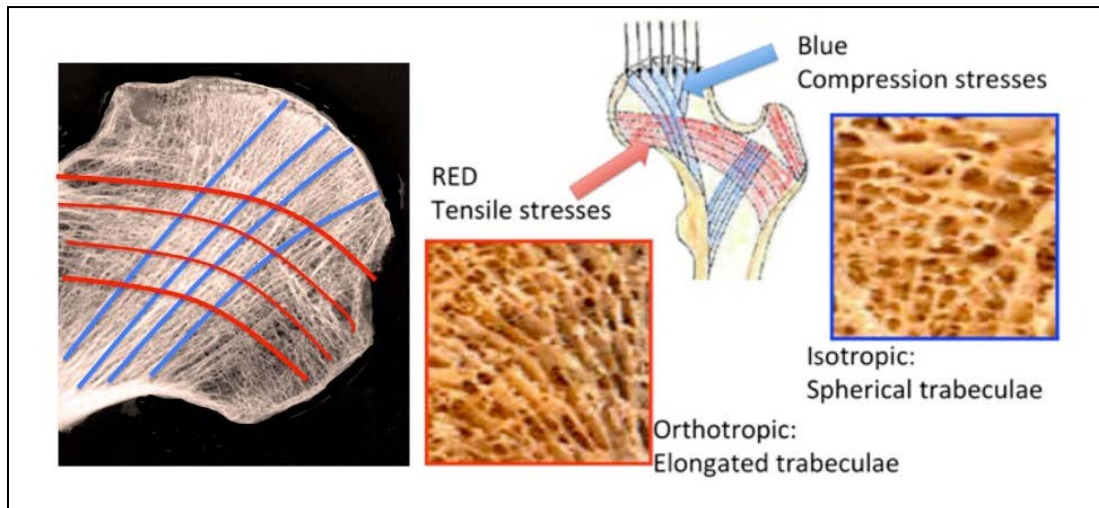 Blue
Compression stresses
RED
Tensile stresses
Isotropic:
Spherical trabeculae
Orthotropic:
Elongated trabeculae